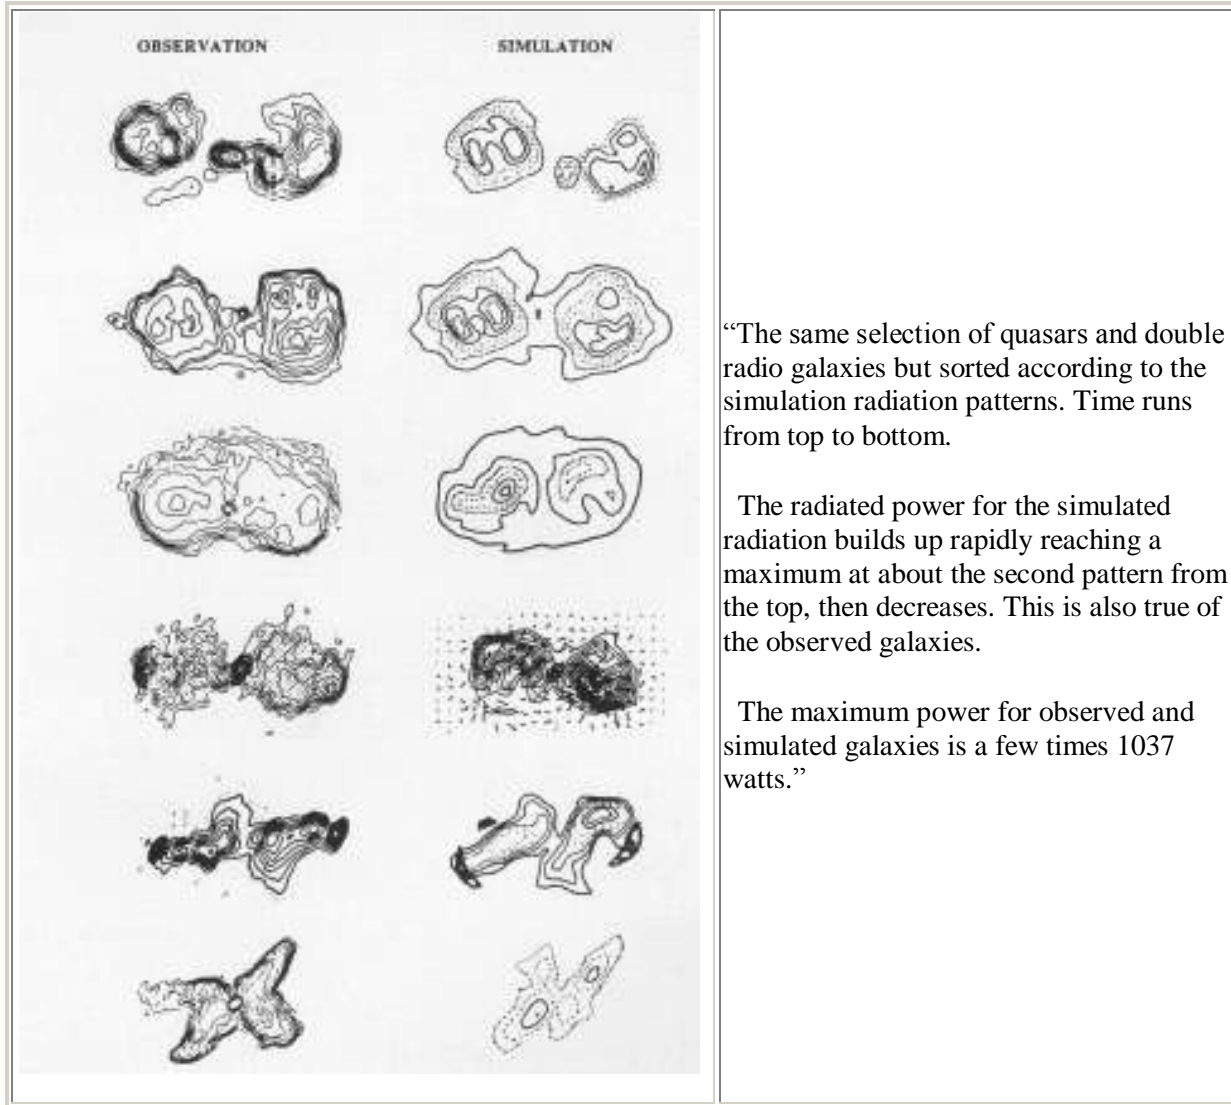 OBSERVATION SIMULATION
“The same selection of quasars and double
radio galaxies but sorted according to the
simulation radiation patterns. Time runs
from top to bottom.
The radiated power for the simulated
radiation builds up rapidly reaching a
maximum at about the second pattern from
the top, then decreases. This is also true of
the observed galaxies.
The maximum power for observed and
simulated galaxies is a few times 1037
watts.”